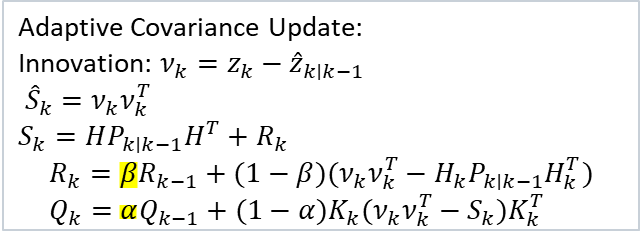 Adaptive Covariance Update:
Innovation: 𝜈ₖ = 𝑧ₖ − 𝑧̂ₖ|ₖ₋₁
Ŝₖ = 𝜈ₖ𝜈ₖᵀ
Sₖ = HPₖ|ₖ₋₁Hᵀ + Rₖ
Rₖ = βRₖ₋₁ + (1 − β)(𝜈ₖ𝜈ₖᵀ − HₖPₖ|ₖ₋₁Hₖᵀ)
Qₖ = αQₖ₋₁ + (1 − α)Kₖ(𝜈ₖ𝜈ₖᵀ − Sₖ)Kₖᵀ